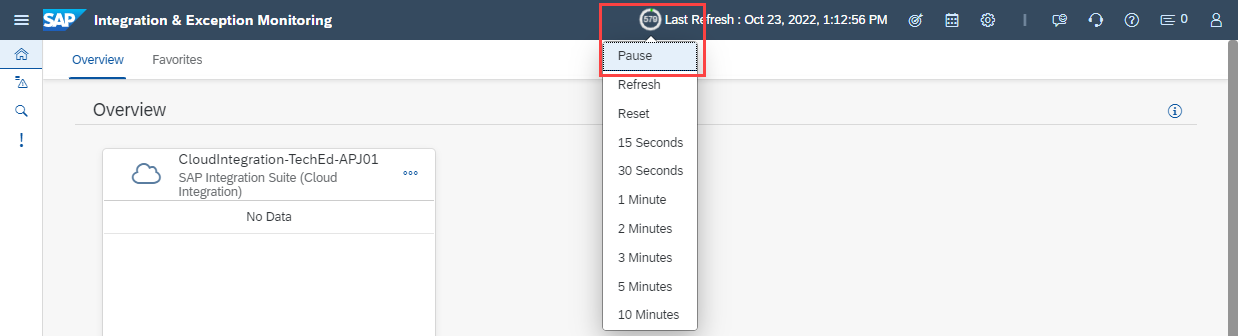 SAP Integration & Exception Monitoring 579 Last Refresh : Oct 23, 2022, 1:12:56 PM 0
Overview Favorites
Pause
Refresh
Reset
15 Seconds
30 Seconds
1 Minute
2 Minutes
3 Minutes
5 Minutes
10 Minutes
Overview
CloudIntegration-TechEd-APJ01
SAP Integration Suite (Cloud
Integration)
No Data